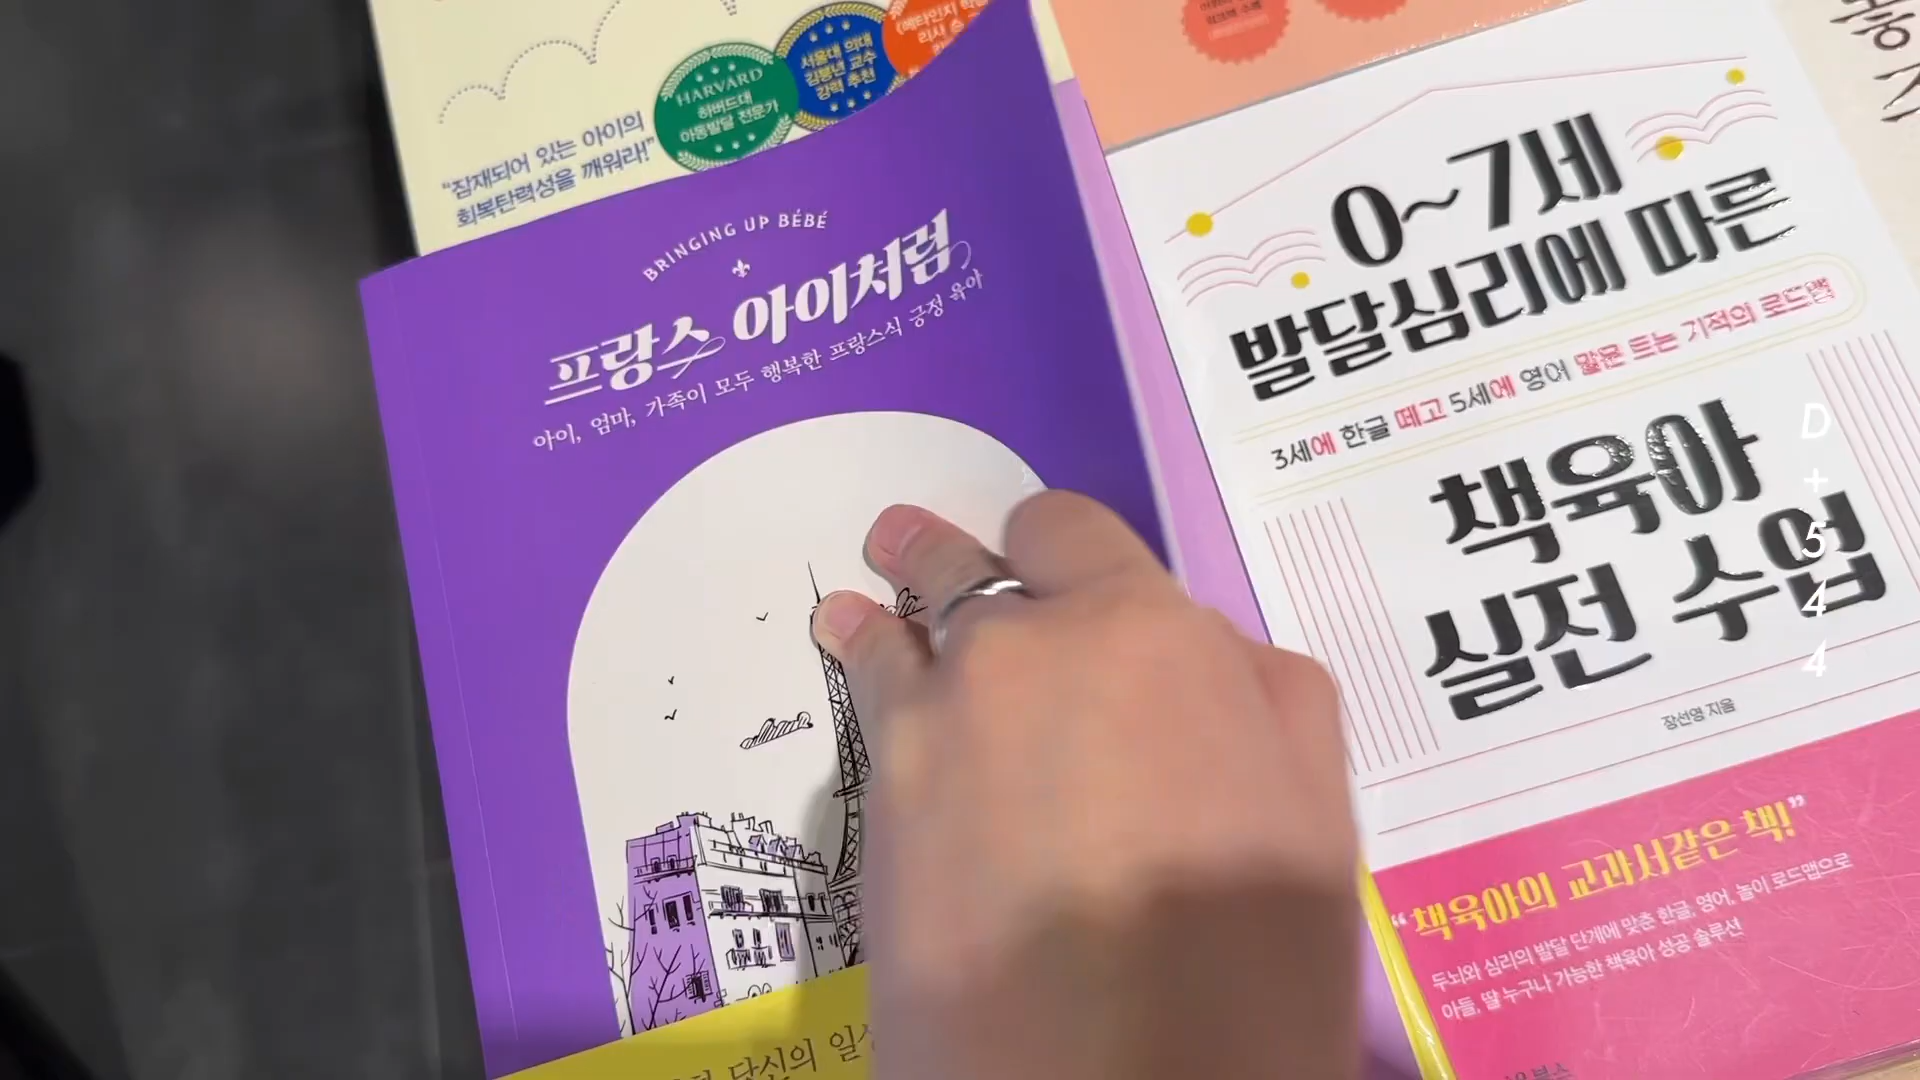 HARVARD
하버드대
아동발달 전문가
서울대 의대
김붕년 교수
강력 추천
“잠재되어 있는 아이의
회복탄력성을 깨워라!”
BRINGING UP BÉBÉ
프랑스 아이처럼
아이, 엄마, 가족이 모두 행복한 프랑스식 긍정 육아
당신의
0~7세
발달심리에 따른
3세에 한글 떼고 5세에 영어 말문 트는 기적의 로드맵
책육아
실전 수업
장선영 지음
“책육아의 교과서같은 책!”
두뇌와 심리의 발달 단계에 맞춘 한글, 영어, 놀이 로드맵으로
아들, 딸 누구나 가능한 책육아 성공 솔루션
D+544